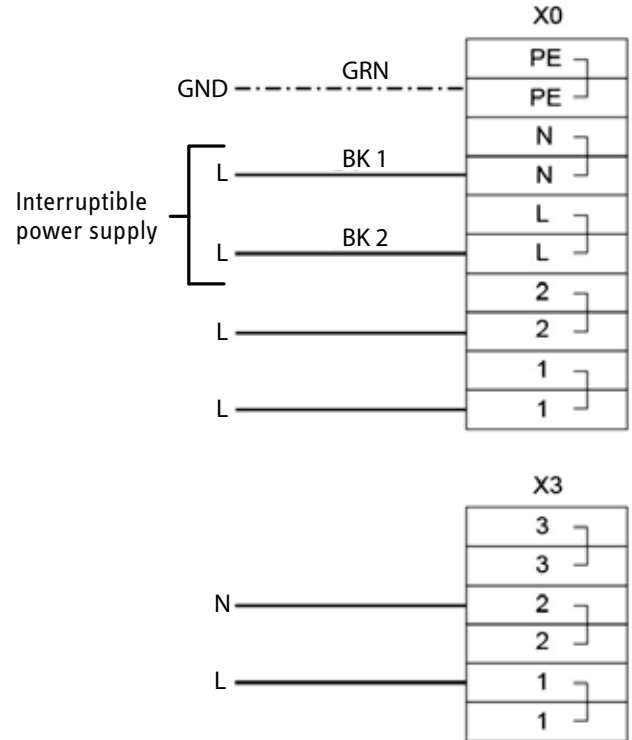 X0
PE
GRN
GND
PE
N
BK 1
L
N
Interruptible
power supply
L
BK 2
L
L
2
L
2
1
L
1
X3
3
3
N
2
2
L
1
1